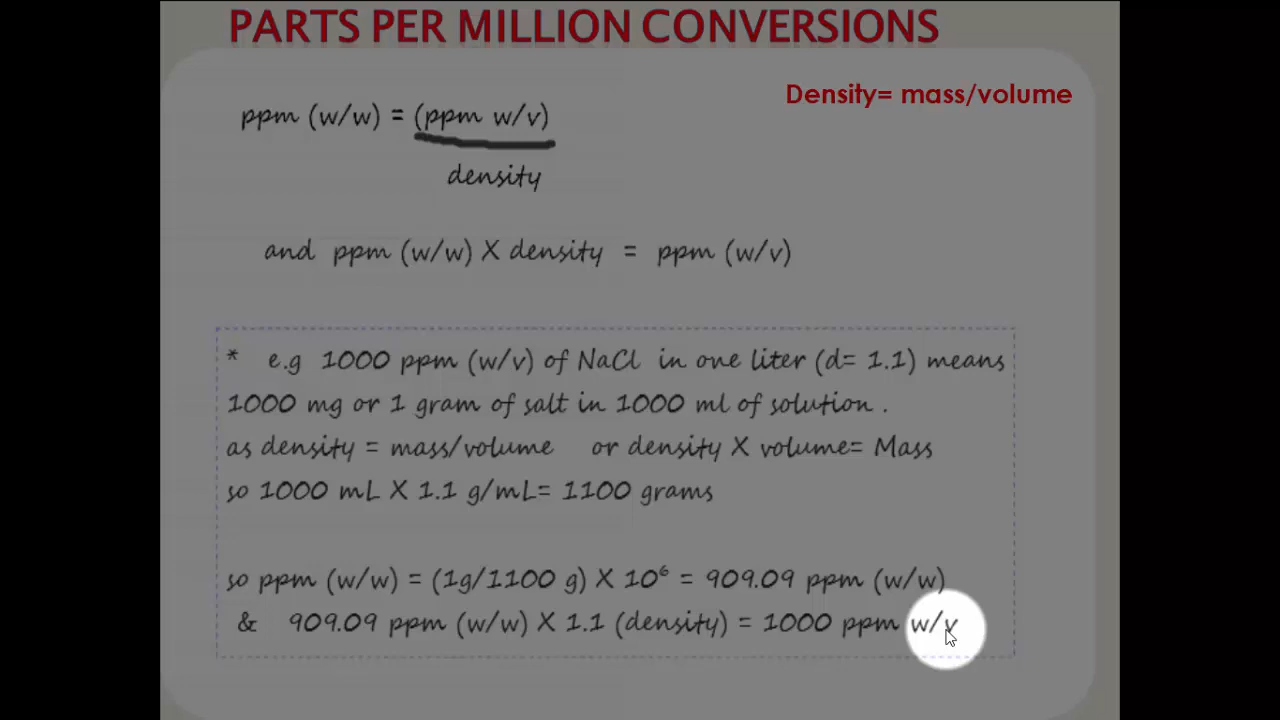 PARTS PER MILLION CONVERSIONS
Density= mass/volume
ppm (w/w) = (ppm w/v)
density
and ppm (w/w) X density = ppm (w/v)
* e.g 1000 ppm (w/v) of NaCl in one liter (d= 1.1) means
1000 mg or 1 gram of salt in 1000 ml of solution .
as density = mass/volume or density X volume= Mass
so 1000 mL X 1.1 g/mL= 1100 grams
so ppm (w/w) = (1g/1100 g) X 10⁶ = 909.09 ppm (w/w)
& 909.09 ppm (w/w) X 1.1 (density) = 1000 ppm w/v